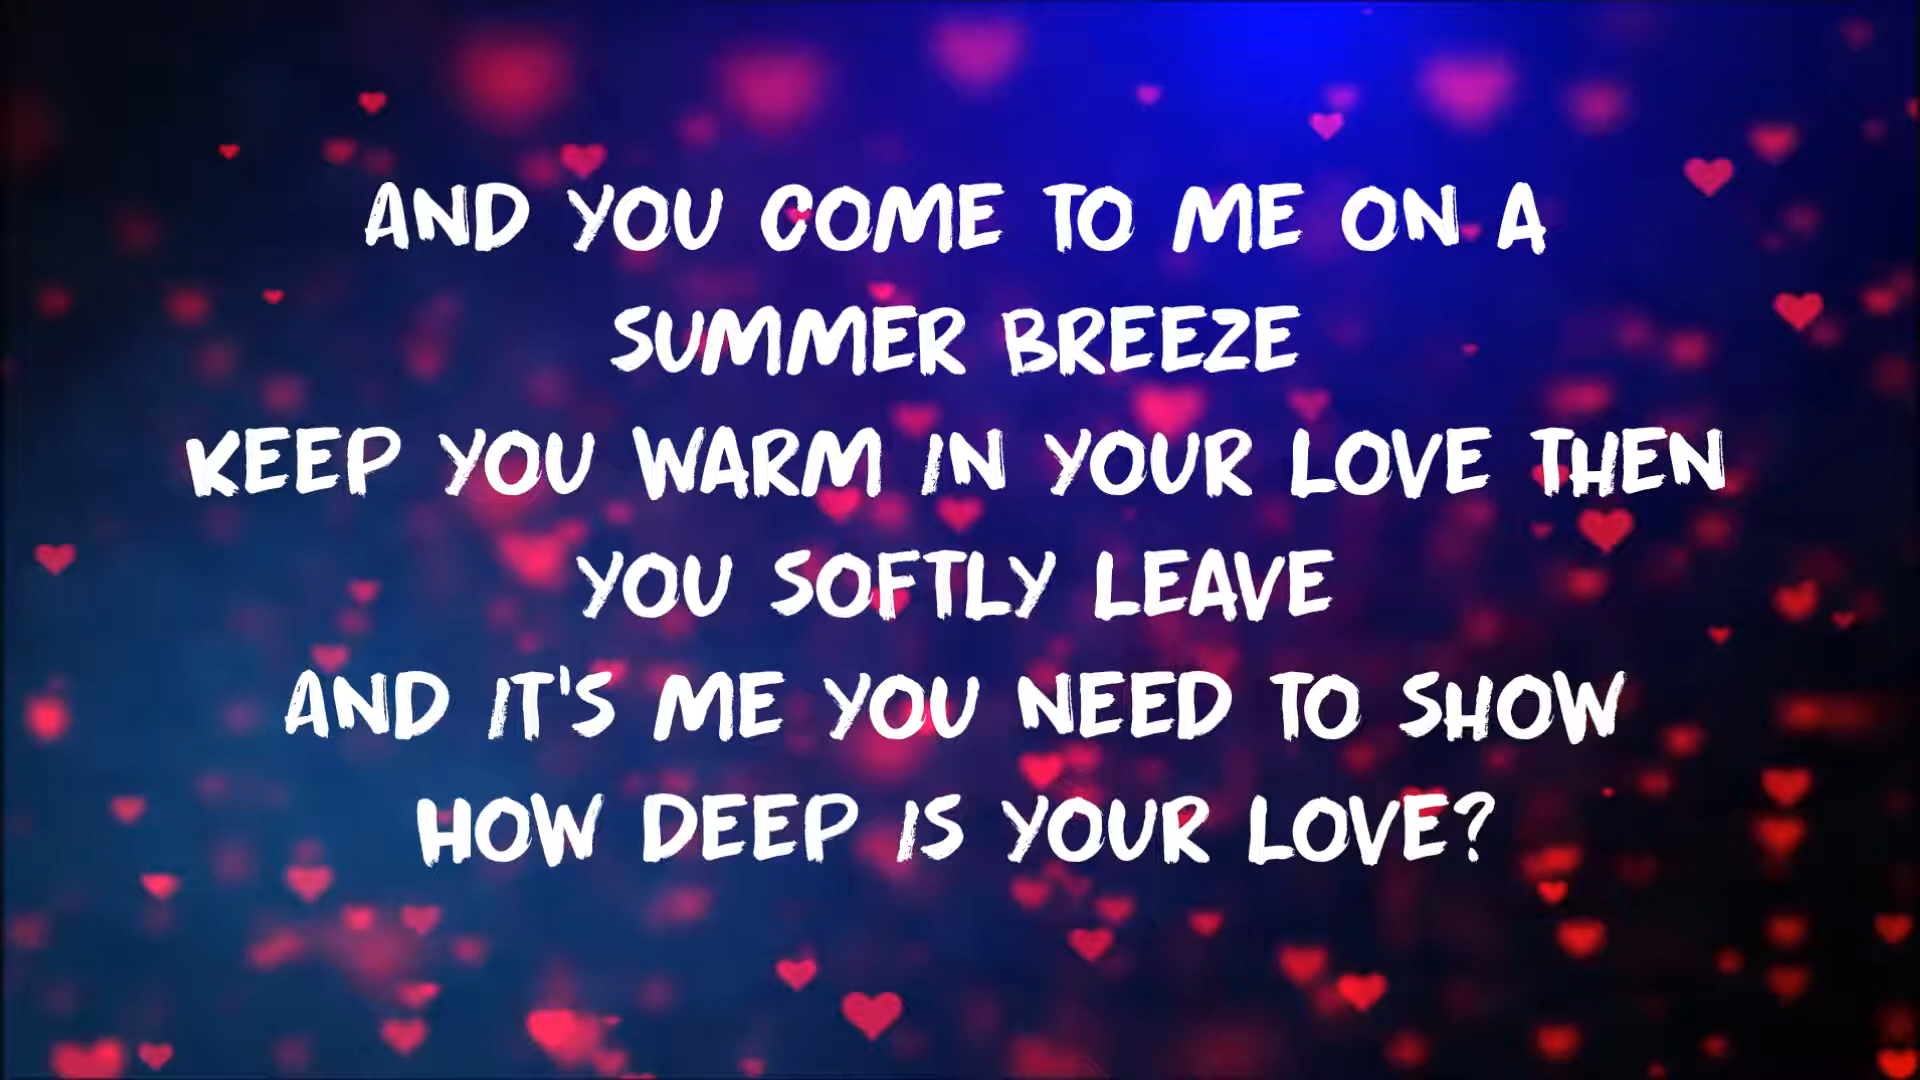 AND YOU COME TO ME ON A
SUMMER BREEZE
KEEP YOU WARM IN YOUR LOVE THEN
YOU SOFTLY LEAVE
AND IT'S ME YOU NEED TO SHOW
HOW DEEP IS YOUR LOVE?